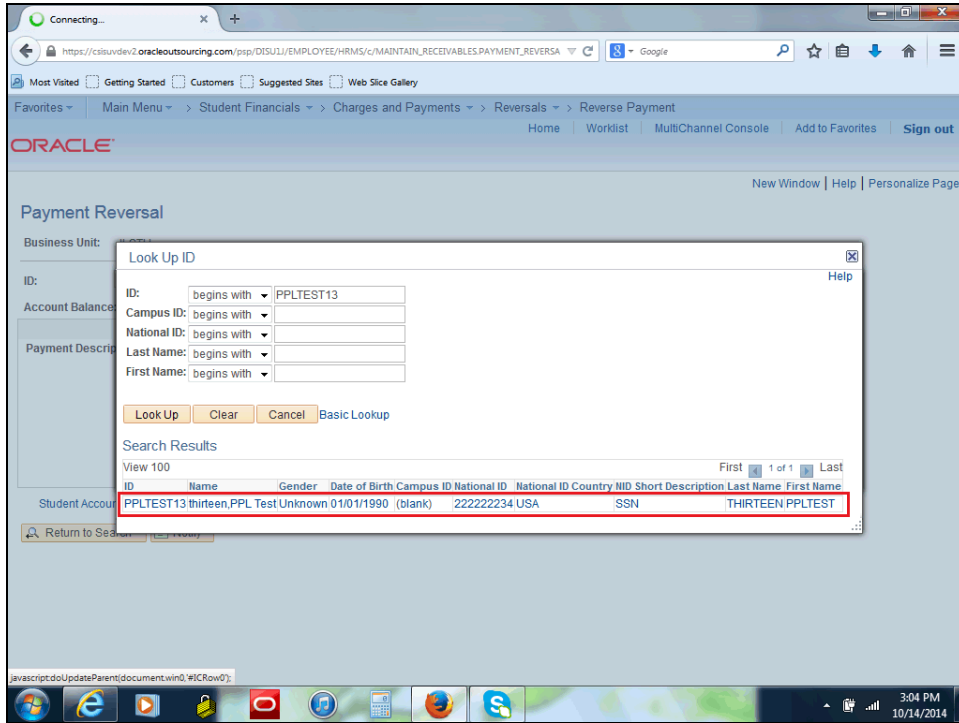 Connecting...
https://csisuvdev2.oracleoutsourcing.com/psp/DISU1J/EMPLOYEE/HRMS/c/MAINTAIN_RECEIVABLES.PAYMENT_REVERSA
Google
Most Visited Getting Started Customers Suggested Sites Web Slice Gallery
Favorites Main Menu > Student Financials > Charges and Payments > Reversals > Reverse Payment
Home Worklist MultiChannel Console Add to Favorites Sign out
ORACLE
New Window | Help | Personalize Page
Payment Reversal
Business Unit:
Look Up ID
Help
ID:
Account Balance
Payment Descrip
ID: begins with PPLTEST13
Campus ID: begins with
National ID: begins with
Last Name: begins with
First Name: begins with
Look Up Clear Cancel Basic Lookup
Search Results
View 100 First 1 of 1 Last
ID Name Gender Date of Birth Campus ID National ID National ID Country NID Short Description Last Name First Name
PPLTEST13 thirteen,PPL Test Unknown 01/01/1990 (blank) 222222234 USA SSN THIRTEEN PPLTEST
Student Accour
Return to Sea
javascript:doUpdateParent(document.win0,'#ICRow0');
3:04 PM
10/14/2014